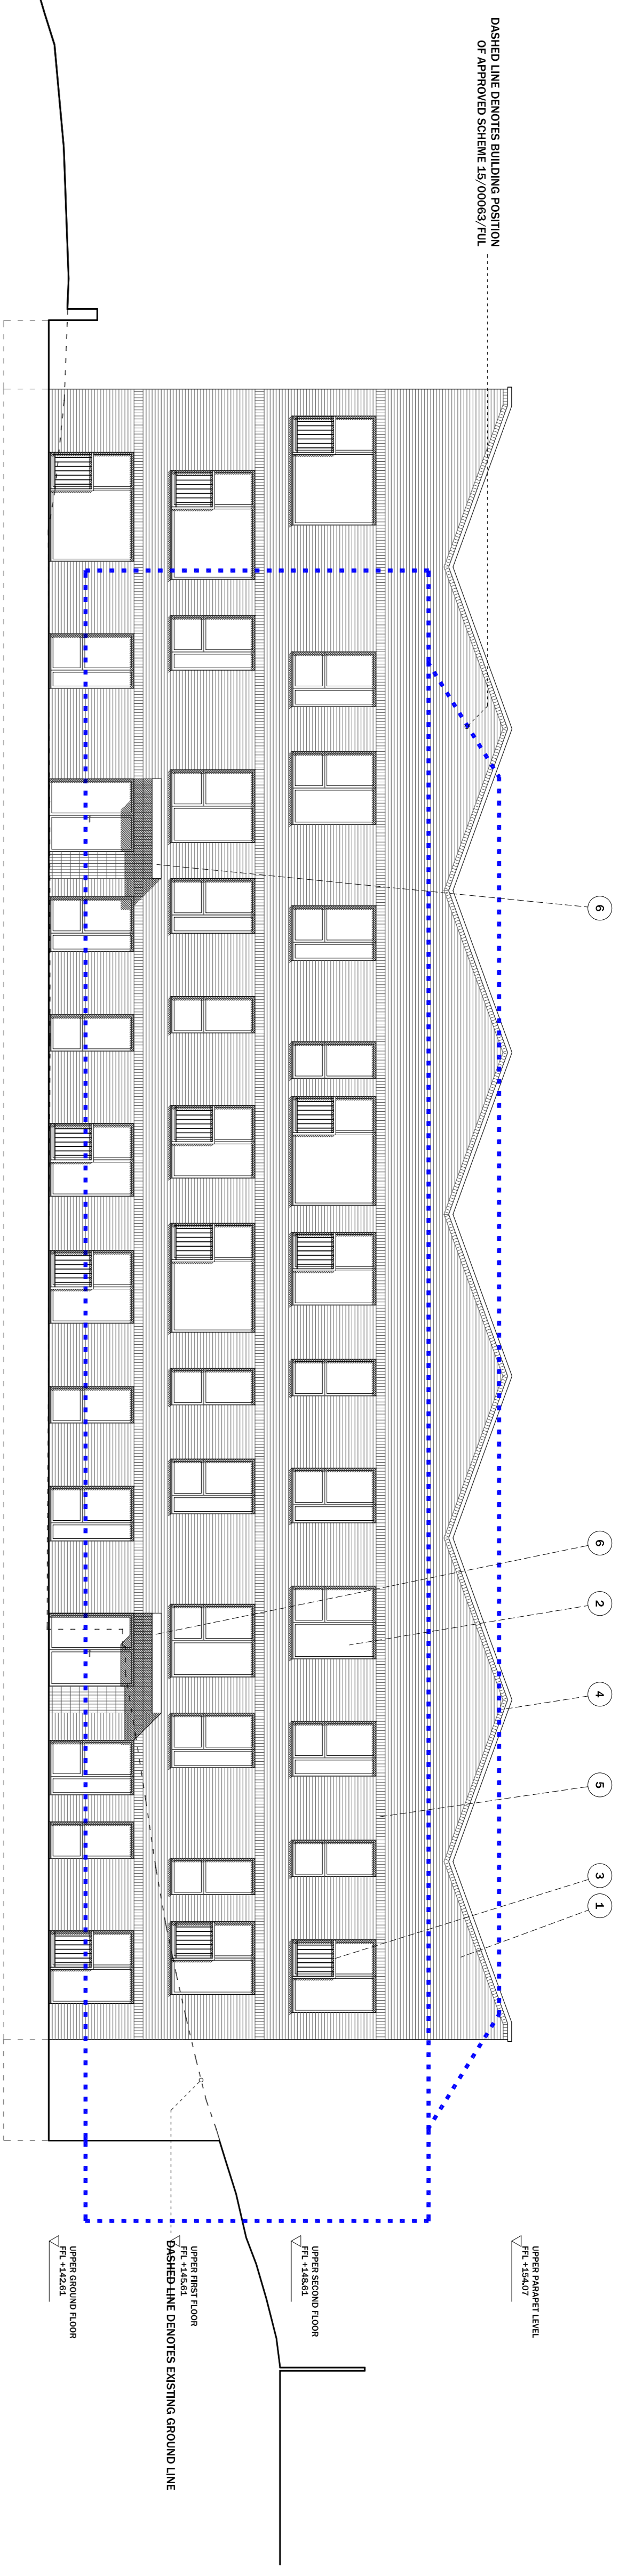 DASHED LINE DENOTES BUILDING POSITION
OF APPROVED SCHEME 15/00063/FUL
6
6
2
4
5
3
1
UPPER PARAPET LEVEL
FFL +154.07
UPPER SECOND FLOOR
FFL +148.61
UPPER FIRST FLOOR
FFL +145.61
DASHED LINE DENOTES EXISTING GROUND LINE
UPPER GROUND FLOOR
FFL +142.61